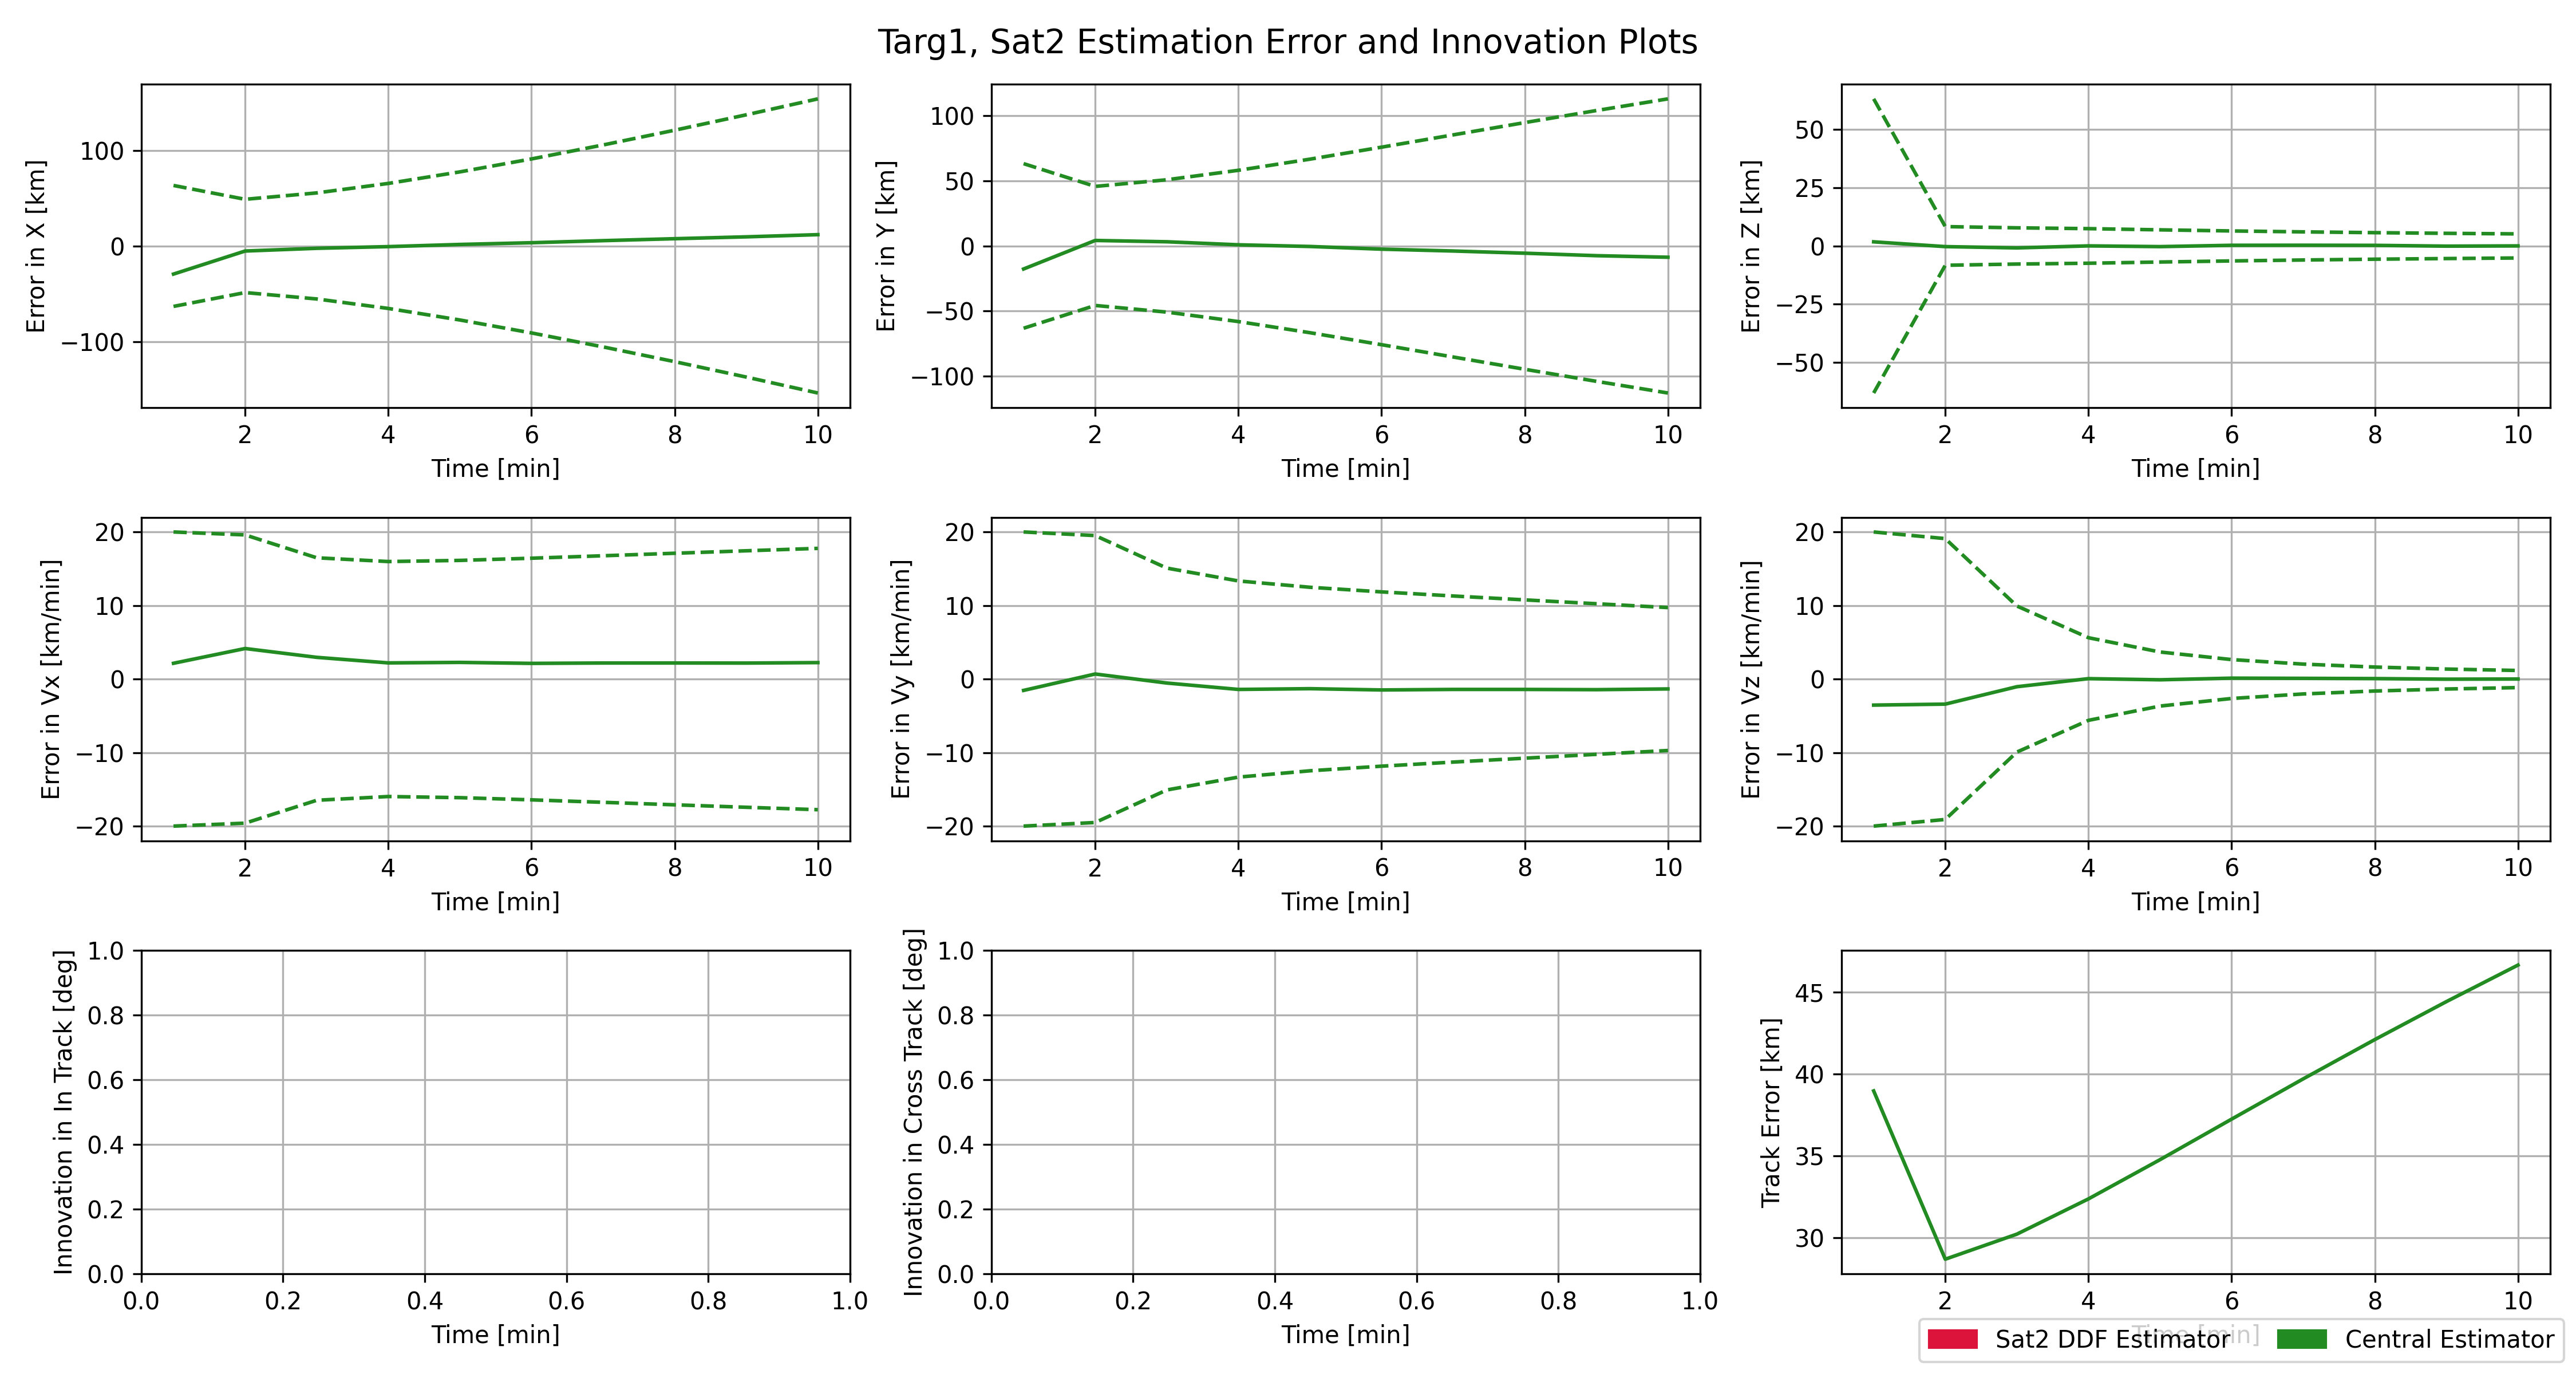 Targ1, Sat2 Estimation Error and Innovation Plots
Error in X [km]
100
0
−100
2 4 6 8 10
Time [min]
Error in Y [km]
100
50
0
−50
−100
2 4 6 8 10
Time [min]
Error in Z [km]
50
25
0
−25
−50
2 4 6 8 10
Time [min]
Error in Vx [km/min]
20
10
0
−10
−20
2 4 6 8 10
Time [min]
Error in Vy [km/min]
20
10
0
−10
−20
2 4 6 8 10
Time [min]
Error in Vz [km/min]
20
10
0
−10
−20
2 4 6 8 10
Time [min]
Innovation in In Track [deg]
1.0
0.8
0.6
0.4
0.2
0.0
0.0 0.2 0.4 0.6 0.8 1.0
Time [min]
Innovation in Cross Track [deg]
1.0
0.8
0.6
0.4
0.2
0.0
0.0 0.2 0.4 0.6 0.8 1.0
Time [min]
Track Error [km]
45
40
35
30
2 4 6 8 10
Time [min]
Sat2 DDF Estimator
Central Estimator